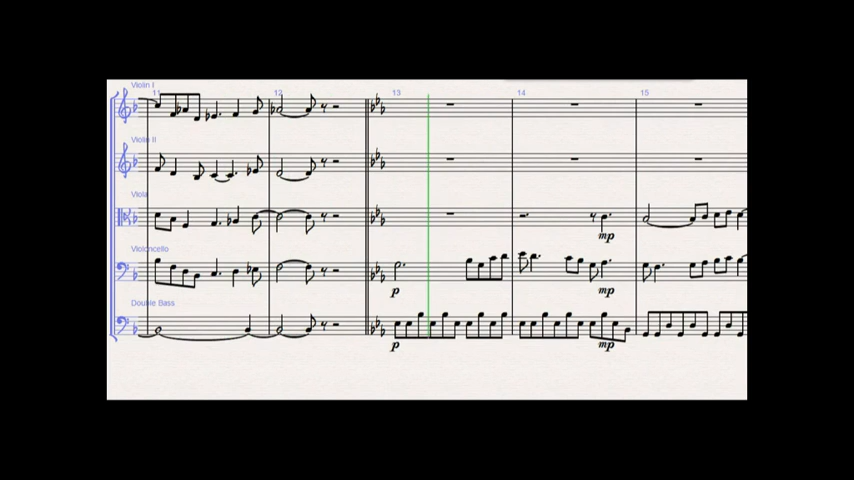 Violin I
11 12 13 14 15
Violin II
Viola
mp
Violoncello
p mp
Double Bass
p mp